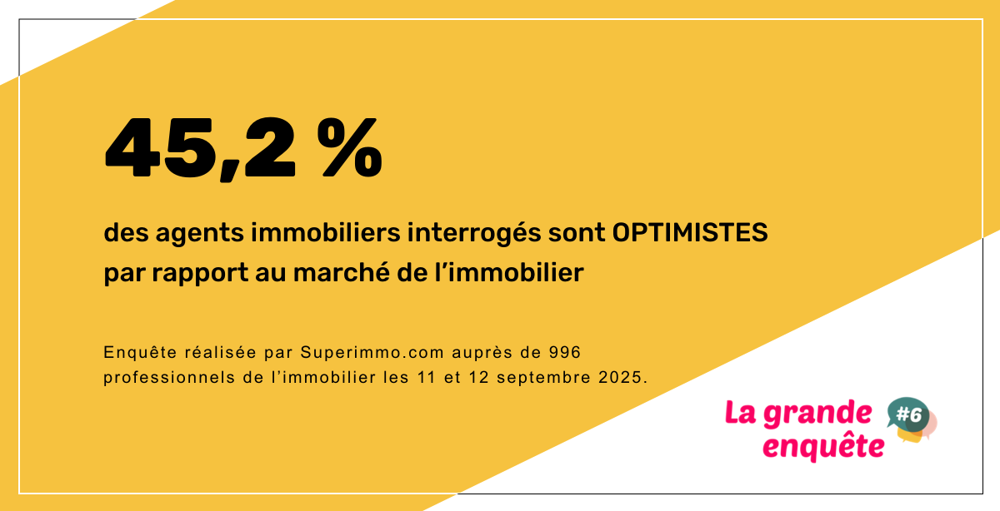 45,2 %
des agents immobiliers interrogés sont OPTIMISTES
par rapport au marché de l’immobilier
Enquête réalisée par Superimmo.com auprès de 996
professionnels de l’immobilier les 11 et 12 septembre 2025.
La grande #6
enquête